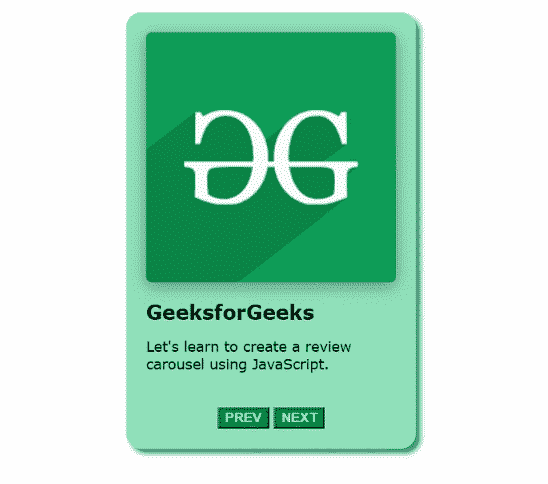 GeeksforGeeks
Let's learn to create a review
carousel using JavaScript.
PREV NEXT